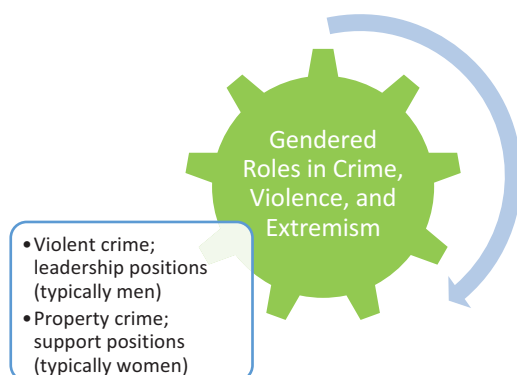 Gendered
Roles in Crime,
Violence, and
Extremism
•Violent crime;
leadership positions
(typically men)
•Property crime;
support positions
(typically women)